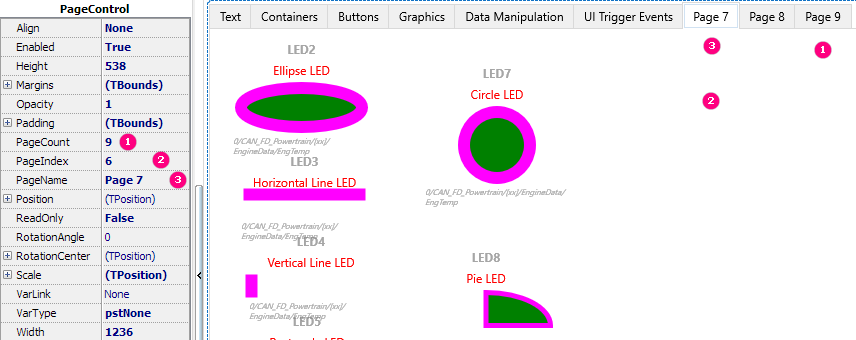 PageControl
Align None
Enabled True
Height 538
Margins (TBounds)
Opacity 1
Padding (TBounds)
PageCount 9 1
PageIndex 6 2
PageName Page 7 3
Position (TPosition)
ReadOnly False
RotationAngle 0
RotationCenter (TPosition)
Scale (TPosition)
VarLink None
VarType pstNone
Width 1236
Text Containers Buttons Graphics Data Manipulation UI Trigger Events Page 7 Page 8 Page 9
3 1
2
LED2
Ellipse LED
0/CAN_FD_Powertrain/[xx]/
EngineData/EngTemp
LED7
Circle LED
0/CAN_FD_Powertrain/[xx]/EngineData/
EngTemp
LED3
Horizontal Line LED
0/CAN_FD_Powertrain/[xx]/
EngineData/EngTemp
LED4
Vertical Line LED
0/CAN_FD_Powertrain/[xx]/
EngineData/EngTemp
LED5
LED8
Pie LED